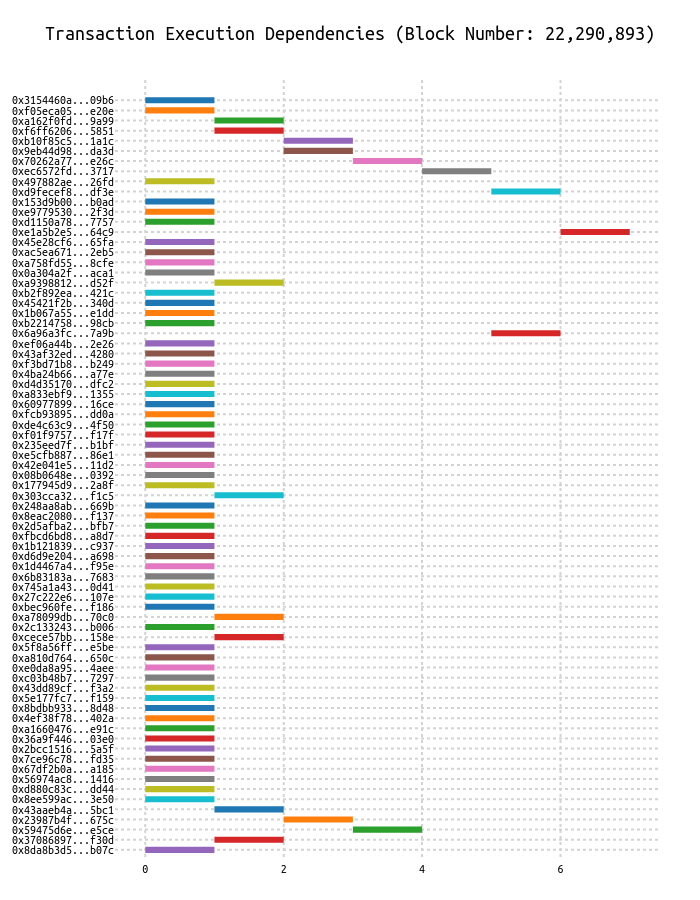 Transaction Execution Dependencies (Block Number: 22,290,893)
0x3154460a...09b6
0xf05eca05...e20e
0xa162f0fd...9a99
0xf6ff6206...5851
0xb10f85c5...1a1c
0x9eb44d98...da3d
0x70262a77...e26c
0xec6572fd...3717
0x497882ae...26fd
0xd9fecef8...df3e
0x153d9b00...b0ad
0xe9779530...2f3d
0xd1150a78...7757
0xe1a5b2e5...64c9
0x45e28cf6...65fa
0xac5ea671...2eb5
0xa758fd55...8cfe
0x0a304a2f...aca1
0xa9398812...d52f
0xb2f892ea...421c
0x45421f2b...340d
0x1b067a55...e1dd
0xb2214758...98cb
0x6a96a3fc...7a9b
0xef06a44b...2e26
0x43af32ed...4280
0xf3bd71b8...b249
0x4ba24b66...a77e
0xd4d35170...dfc2
0xa833ebf9...1355
0x60977899...16ce
0xfcb93895...dd0a
0xde4c63c9...4f50
0xf01f9757...f17f
0x235eed7f...b1bf
0xe5cfb887...86e1
0x42e041e5...11d2
0x08b0648e...0392
0x177945d9...2a8f
0x303cca32...f1c5
0x248aa8ab...669b
0x8eac2080...f137
0x2d5afba2...bfb7
0xfbcd6bd8...a8d7
0x1b121839...c937
0xd6d9e204...a698
0x1d4467a4...f95e
0x6b83183a...7683
0x745a1a43...0d41
0x27c222e6...107e
0xbec960fe...f186
0xa78099db...70c0
0x2c133243...b006
0xcece57bb...158e
0x5f8a56ff...e5be
0xa810d764...650c
0xe0da8a95...4aee
0xc03b48b7...7297
0x43dd89cf...f3a2
0x5e177fc7...f159
0x8bdbb933...8d48
0x4ef38f78...402a
0xa1660476...e91c
0x36a9f446...03e0
0x2bcc1516...5a5f
0x7ce96c78...fd35
0x67df2b0a...a185
0x56974ac8...1416
0xd880c83c...dd44
0x8ee599ac...3e50
0x43aaeb4a...5bc1
0x23987b4f...675c
0x59475d6e...e5ce
0x37086897...f30d
0x8da8b3d5...b07c
0 2 4 6